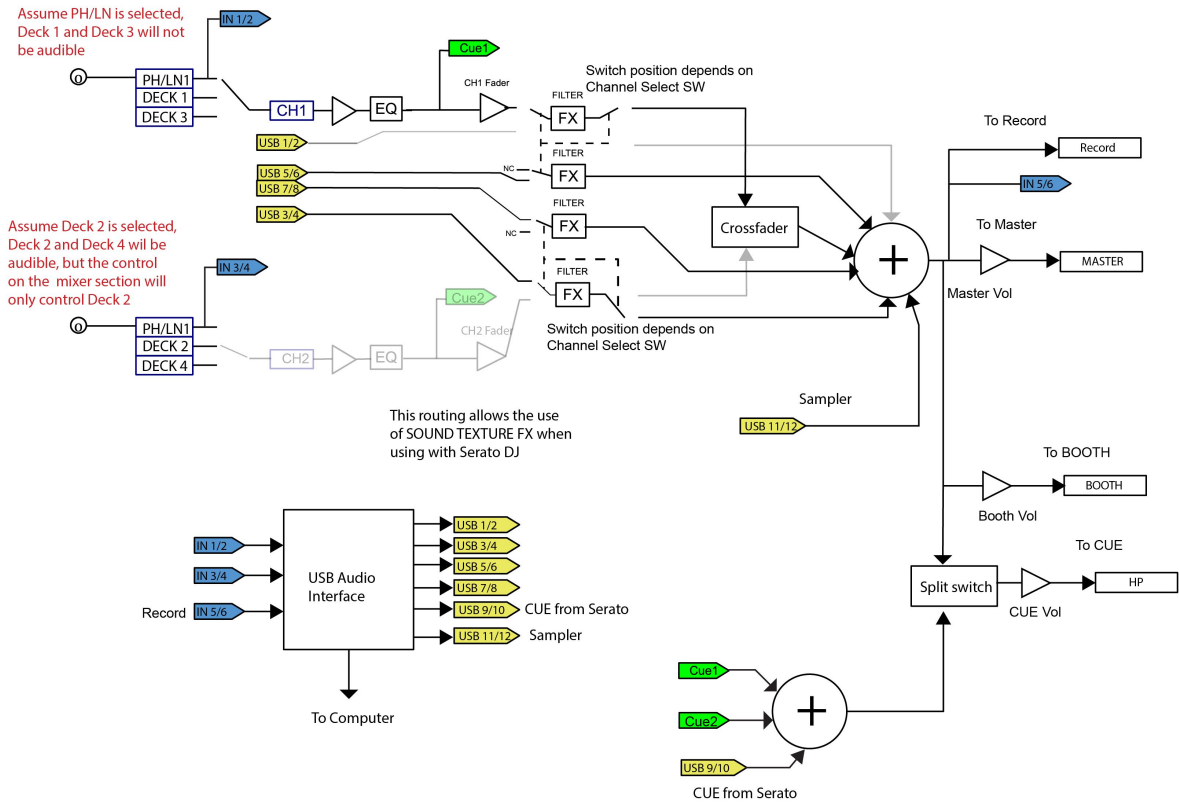 Assume PH/LN is selected,
Deck 1 and Deck 3 will not
be audible
IN 1/2
o
PH/LN1
DECK 1
DECK 3
CH1
EQ
Cue1
CH1 Fader
FILTER
FX
Switch position depends on
Channel Select SW
USB 1/2
USB 5/6
USB 7/8
USB 3/4
NC
FILTER
FX
FILTER
FX
NC
FILTER
FX
Switch position depends on
Channel Select SW
Crossfader
+
To Record
Record
IN 5/6
To Master
MASTER
Master Vol
Assume Deck 2 is selected,
Deck 2 and Deck 4 wil be
audible, but the control
on the mixer section will
only control Deck 2
IN 3/4
o
PH/LN1
DECK 2
DECK 4
CH2
EQ
Cue2
CH2 Fader
This routing allows the use
of SOUND TEXTURE FX when
using with Serato DJ
Sampler
USB 11/12
To BOOTH
BOOTH
Booth Vol
To CUE
Split switch
HP
CUE Vol
IN 1/2
IN 3/4
Record
IN 5/6
USB Audio
Interface
USB 1/2
USB 3/4
USB 5/6
USB 7/8
USB 9/10
CUE from Serato
USB 11/12
Sampler
To Computer
Cue1
Cue2
USB 9/10
CUE from Serato
+